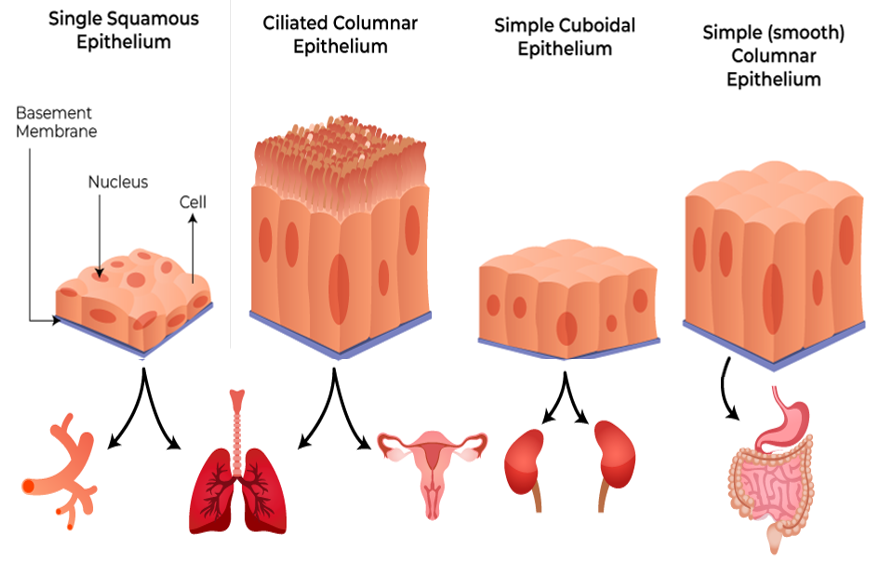 Single Squamous
Epithelium
Ciliated Columnar
Epithelium
Simple Cuboidal
Epithelium
Simple (smooth)
Columnar
Epithelium
Basement
Membrane
Nucleus
Cell